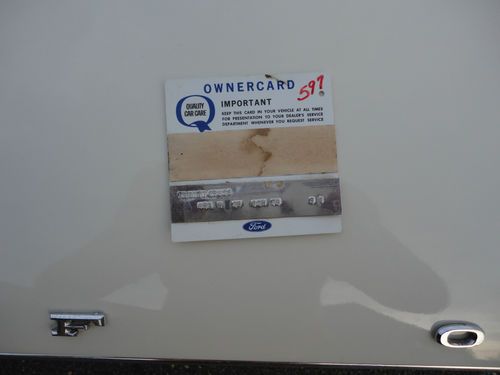 OWNERCARD
597
QUALITY
CAR CARE
IMPORTANT
KEEP THIS CARD IN YOUR VEHICLE AT ALL TIMES
FOR PRESENTATION TO YOUR DEALER'S SERVICE
DEPARTMENT WHENEVER YOU REQUEST SERVICE
Ford
F O